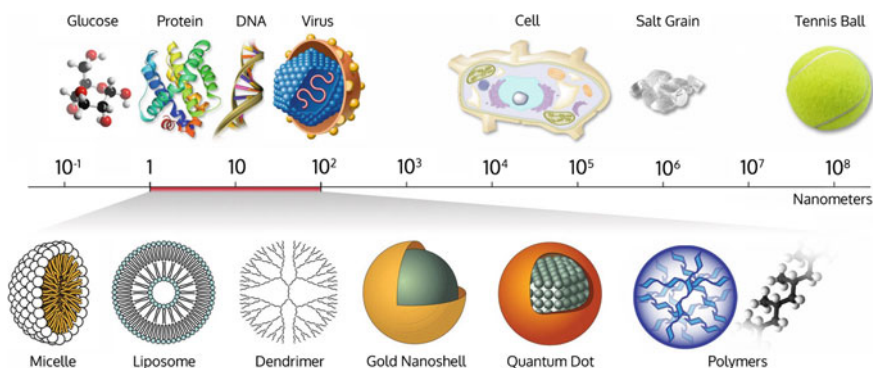 Glucose Protein DNA Virus Cell Salt Grain Tennis Ball
10⁻¹ 1 10 10² 10³ 10⁴ 10⁵ 10⁶ 10⁷ 10⁸
Nanometers
Micelle Liposome Dendrimer Gold Nanoshell Quantum Dot Polymers